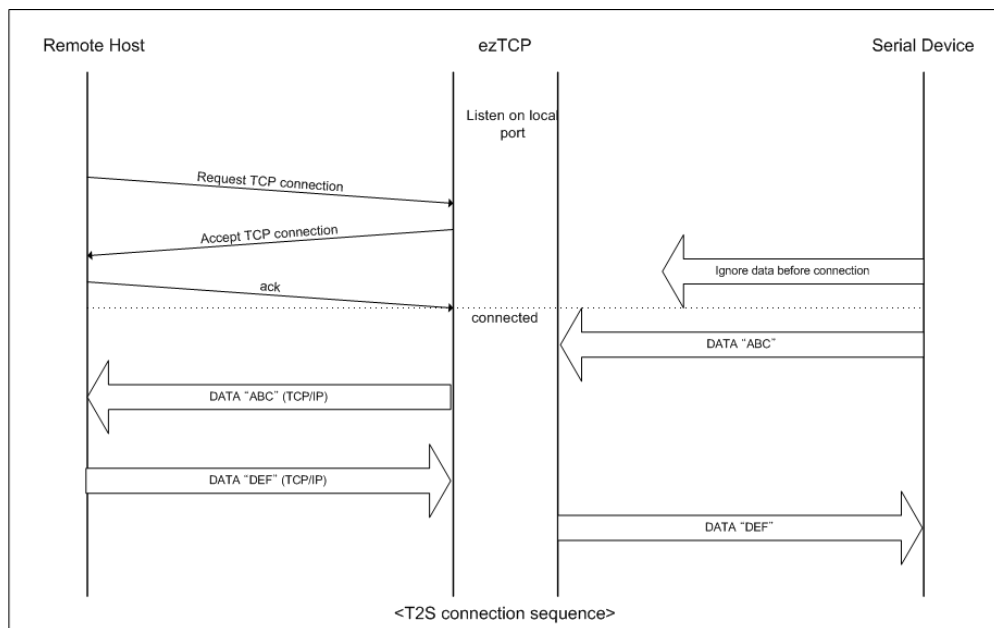 Remote Host
ezTCP
Serial Device
Listen on local
port
Request TCP connection
Accept TCP connection
Ignore data before connection
ack
connected
DATA “ABC”
DATA “ABC” (TCP/IP)
DATA “DEF” (TCP/IP)
DATA “DEF”
<T2S connection sequence>